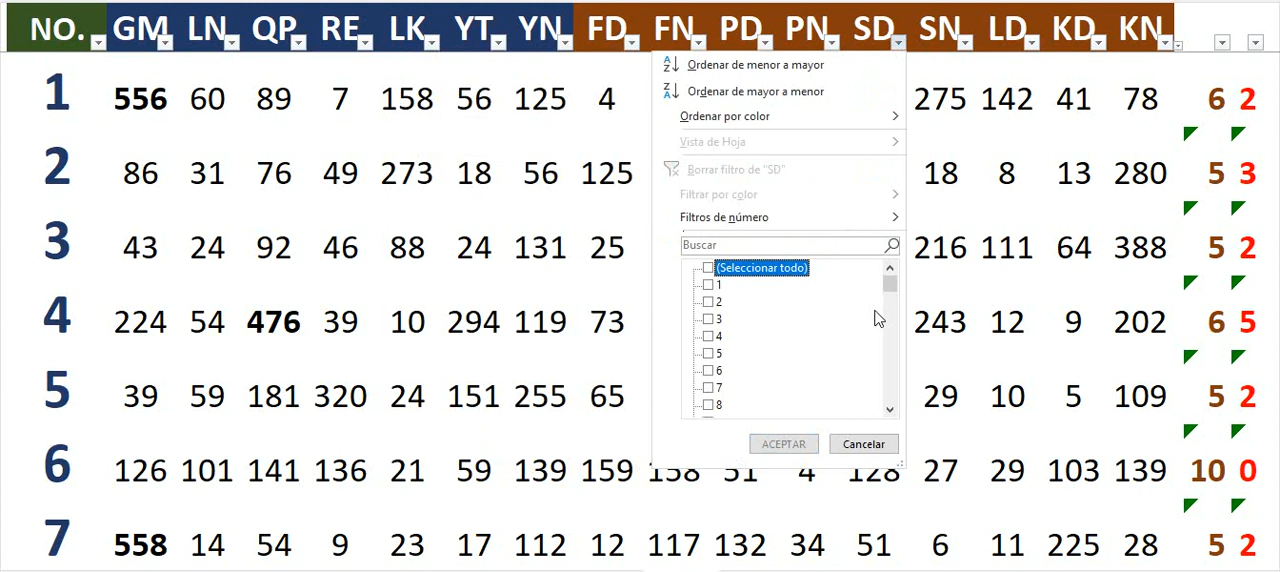 NO. GM LN QP RE LK YT YN FD FN PD PN SD SN LD KD KN
Ordenar de menor a mayor
Ordenar de mayor a menor
Ordenar por color
Vista de Hoja
Borrar filtro de "SD"
Filtrar por color
Filtros de número
Buscar
(Seleccionar todo)
1
2
3
4
5
6
7
8
ACEPTAR Cancelar
1 556 60 89 7 158 56 125 4 275 142 41 78 6 2
2 86 31 76 49 273 18 56 125 18 8 13 280 5 3
3 43 24 92 46 88 24 131 25 216 111 64 388 5 2
4 224 54 476 39 10 294 119 73 243 12 9 202 6 5
5 39 59 181 320 24 151 255 65 29 10 5 109 5 2
6 126 101 141 136 21 59 139 159 158 51 4 128 27 29 103 139 10 0
7 558 14 54 9 23 17 112 12 117 132 34 51 6 11 225 28 5 2